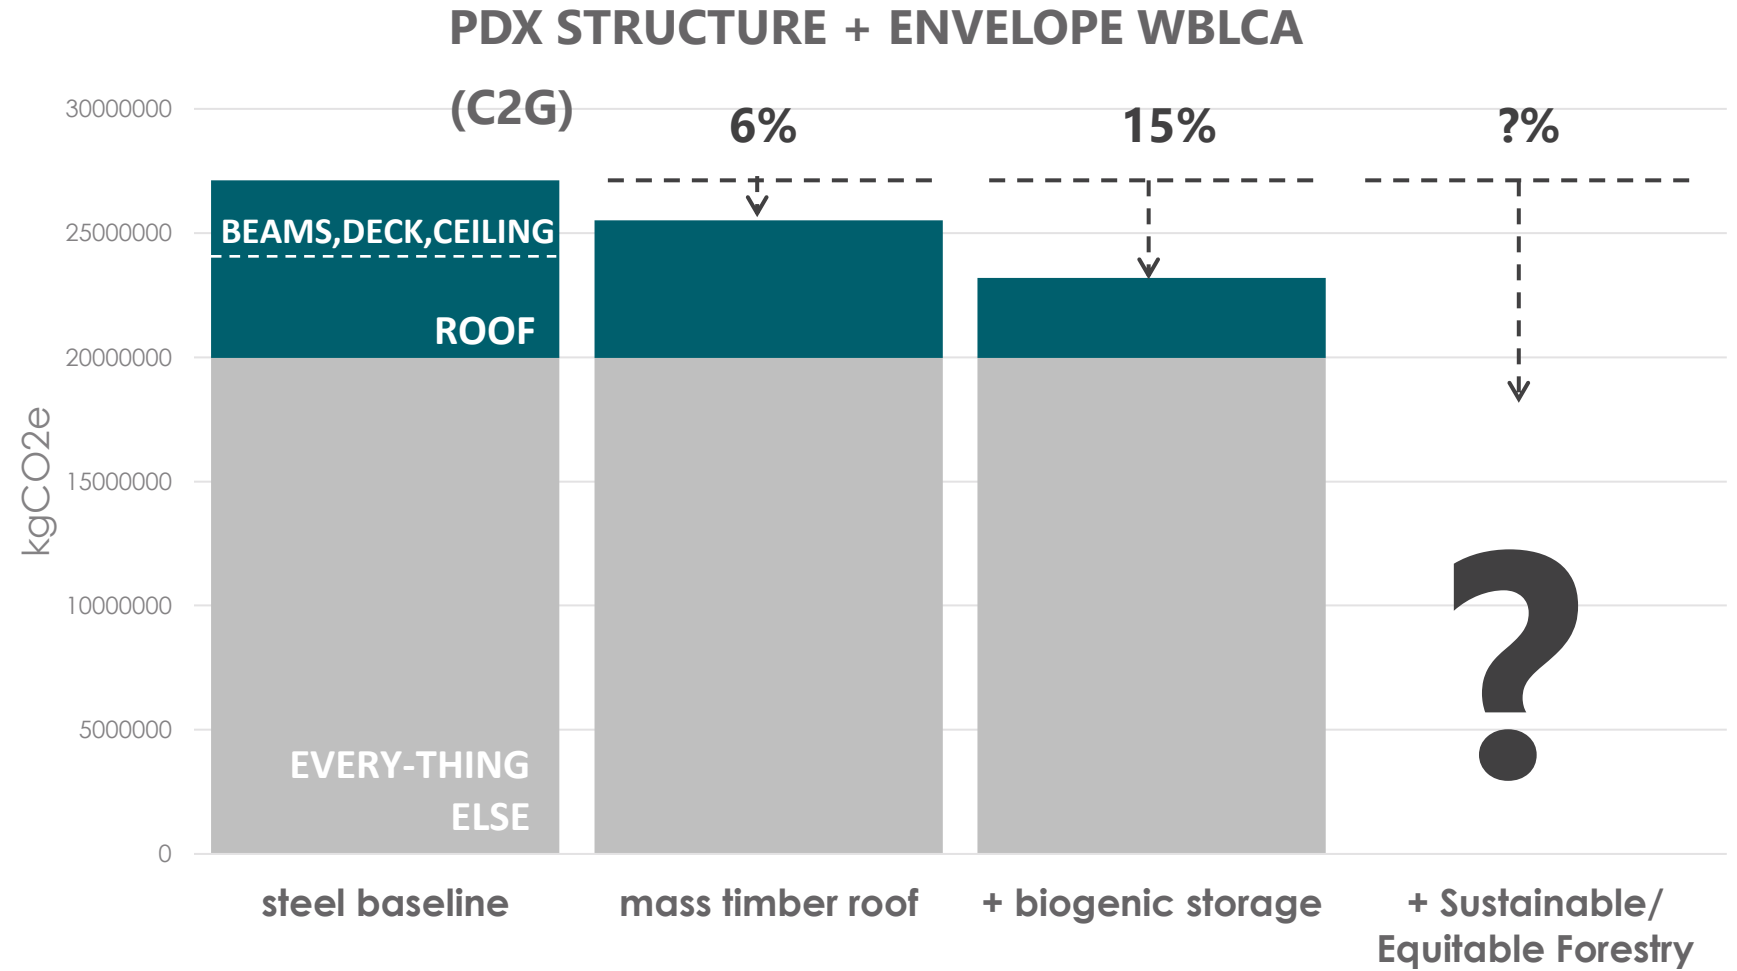 PDX STRUCTURE + ENVELOPE WBLCA
(C2G)
30000000
6%
15%
?%
BEAMS,DECK,CEILING
25000000
ROOF
20000000
kgCO2e
15000000
10000000
?
5000000
EVERY-THING
ELSE
0
steel baseline
mass timber roof
+ biogenic storage
+ Sustainable/
Equitable Forestry